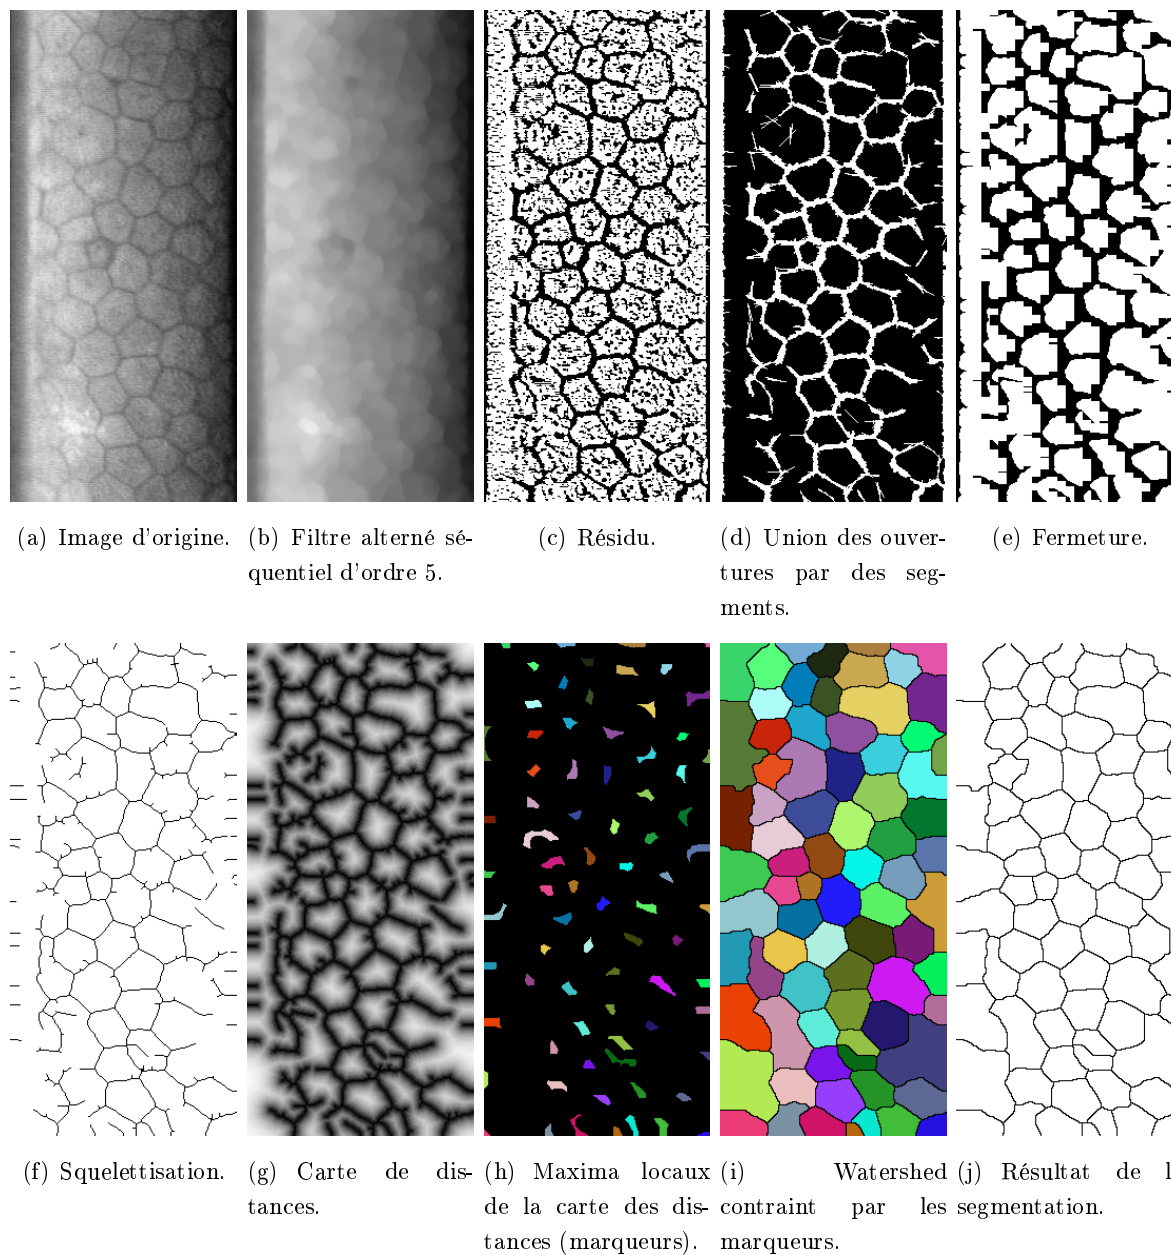 (a) Image d'origine.
(b) Filtre alterné sé-
quentiel d'ordre 5.
(c) Résidu.
(d) Union des ouver-
tures par des seg-
ments.
(e) Fermeture.
(f) Squelettisation.
(g) Carte de dis-
tances.
(h) Maxima locaux
de la carte des dis-
tances (marqueurs).
(i) Watershed
contraint par les
marqueurs.
(j) Résultat de l
segmentation.